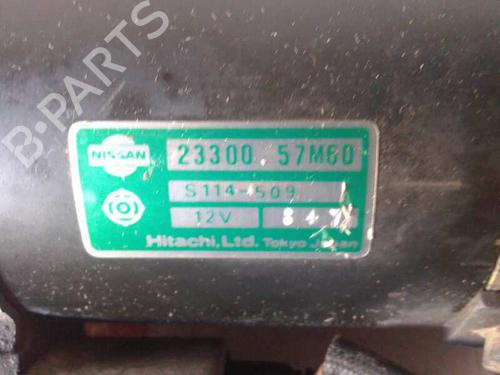 B-PARTS
NISSAN
23300 57M60
S114-509
12V
Hitachi, Ltd. Tokyo Japan